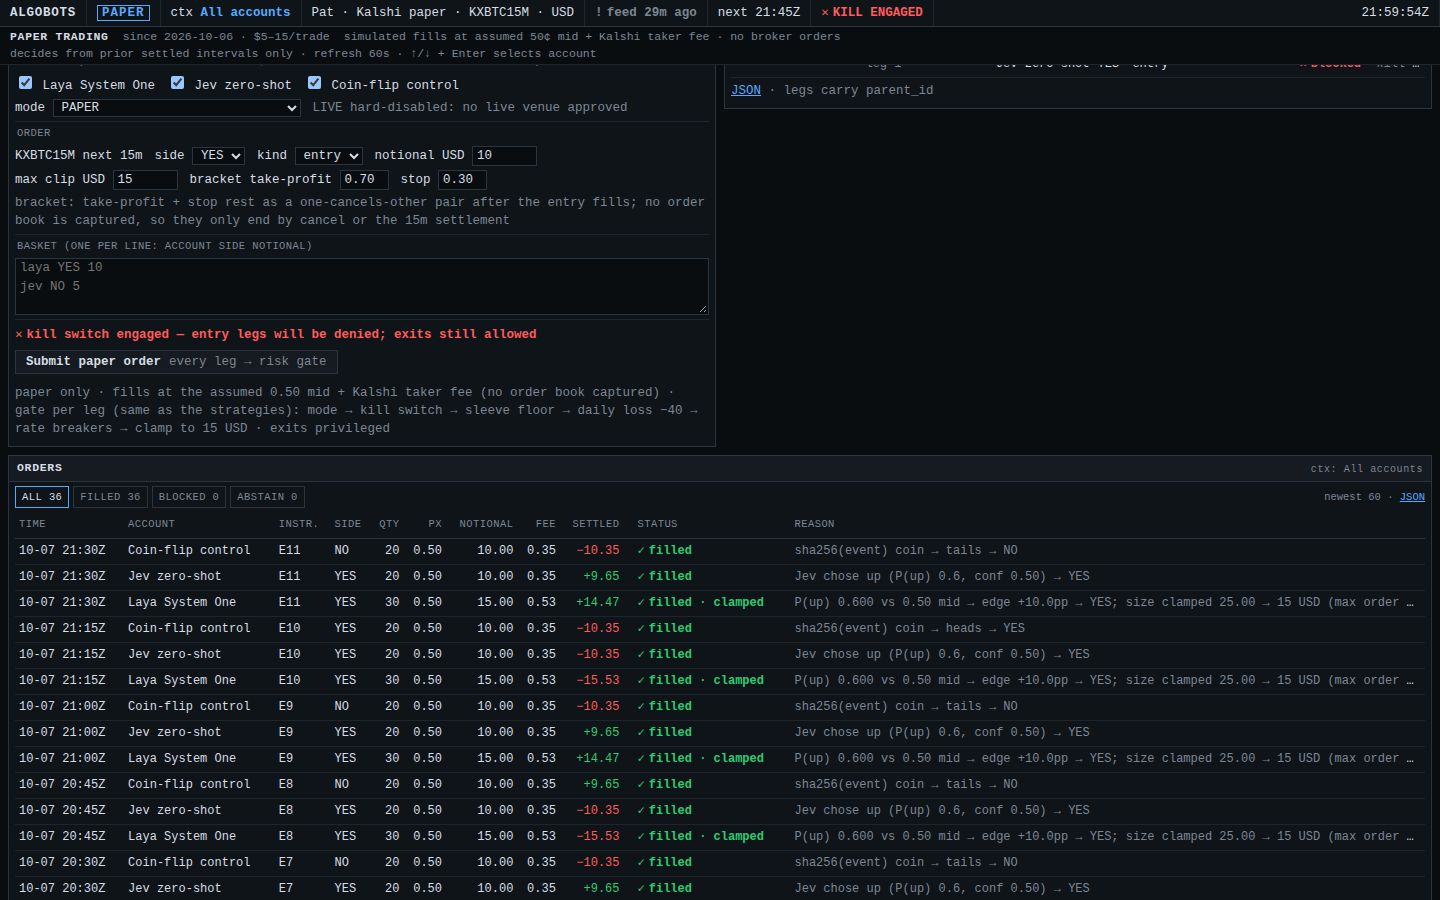 ALGOBOTS PAPER ctx All accounts Pat · Kalshi paper · KXBTC15M · USD ! feed 29m ago next 21:45Z × KILL ENGAGED 21:59:54Z
PAPER TRADING since 2026-10-06 · $5–15/trade simulated fills at assumed 50¢ mid + Kalshi taker fee · no broker orders
decides from prior settled intervals only · refresh 60s · ↑/↓ + Enter selects account
Laya System One Jev zero-shot Coin-flip control
mode PAPER LIVE hard-disabled: no live venue approved
ORDER
KXBTC15M next 15m side YES kind entry notional USD 10
max clip USD 15 bracket take-profit 0.70 stop 0.30
bracket: take-profit + stop rest as a one-cancels-other pair after the entry fills; no order
book is captured, so they only end by cancel or the 15m settlement
BASKET (ONE PER LINE: ACCOUNT SIDE NOTIONAL)
laya YES 10
jev NO 5
× kill switch engaged — entry legs will be denied; exits still allowed
Submit paper order every leg → risk gate
paper only · fills at the assumed 0.50 mid + Kalshi taker fee (no order book captured) ·
gate per leg (same as the strategies): mode → kill switch → sleeve floor → daily loss −40 →
rate breakers → clamp to 15 USD · exits privileged
JSON · legs carry parent_id
ORDERS ctx: All accounts
ALL 36 FILLED 36 BLOCKED 0 ABSTAIN 0 newest 60 · JSON
TIME ACCOUNT INSTR. SIDE QTY PX NOTIONAL FEE SETTLED STATUS REASON
10-07 21:30Z Coin-flip control E11 NO 20 0.50 10.00 0.35 −10.35 ✓ filled sha256(event) coin → tails → NO
10-07 21:30Z Jev zero-shot E11 YES 20 0.50 10.00 0.35 +9.65 ✓ filled Jev chose up (P(up) 0.6, conf 0.50) → YES
10-07 21:30Z Laya System One E11 YES 30 0.50 15.00 0.53 +14.47 ✓ filled · clamped P(up) 0.600 vs 0.50 mid → edge +10.0pp → YES; size clamped 25.00 → 15 USD (max order …
10-07 21:15Z Coin-flip control E10 YES 20 0.50 10.00 0.35 −10.35 ✓ filled sha256(event) coin → heads → YES
10-07 21:15Z Jev zero-shot E10 YES 20 0.50 10.00 0.35 −10.35 ✓ filled Jev chose up (P(up) 0.6, conf 0.50) → YES
10-07 21:15Z Laya System One E10 YES 30 0.50 15.00 0.53 −15.53 ✓ filled · clamped P(up) 0.600 vs 0.50 mid → edge +10.0pp → YES; size clamped 25.00 → 15 USD (max order …
10-07 21:00Z Coin-flip control E9 NO 20 0.50 10.00 0.35 −10.35 ✓ filled sha256(event) coin → tails → NO
10-07 21:00Z Jev zero-shot E9 YES 20 0.50 10.00 0.35 +9.65 ✓ filled Jev chose up (P(up) 0.6, conf 0.50) → YES
10-07 21:00Z Laya System One E9 YES 30 0.50 15.00 0.53 +14.47 ✓ filled · clamped P(up) 0.600 vs 0.50 mid → edge +10.0pp → YES; size clamped 25.00 → 15 USD (max order …
10-07 20:45Z Coin-flip control E8 NO 20 0.50 10.00 0.35 +9.65 ✓ filled sha256(event) coin → tails → NO
10-07 20:45Z Jev zero-shot E8 YES 20 0.50 10.00 0.35 −10.35 ✓ filled Jev chose up (P(up) 0.6, conf 0.50) → YES
10-07 20:45Z Laya System One E8 YES 30 0.50 15.00 0.53 −15.53 ✓ filled · clamped P(up) 0.600 vs 0.50 mid → edge +10.0pp → YES; size clamped 25.00 → 15 USD (max order …
10-07 20:30Z Coin-flip control E7 NO 20 0.50 10.00 0.35 −10.35 ✓ filled sha256(event) coin → tails → NO
10-07 20:30Z Jev zero-shot E7 YES 20 0.50 10.00 0.35 +9.65 ✓ filled Jev chose up (P(up) 0.6, conf 0.50) → YES